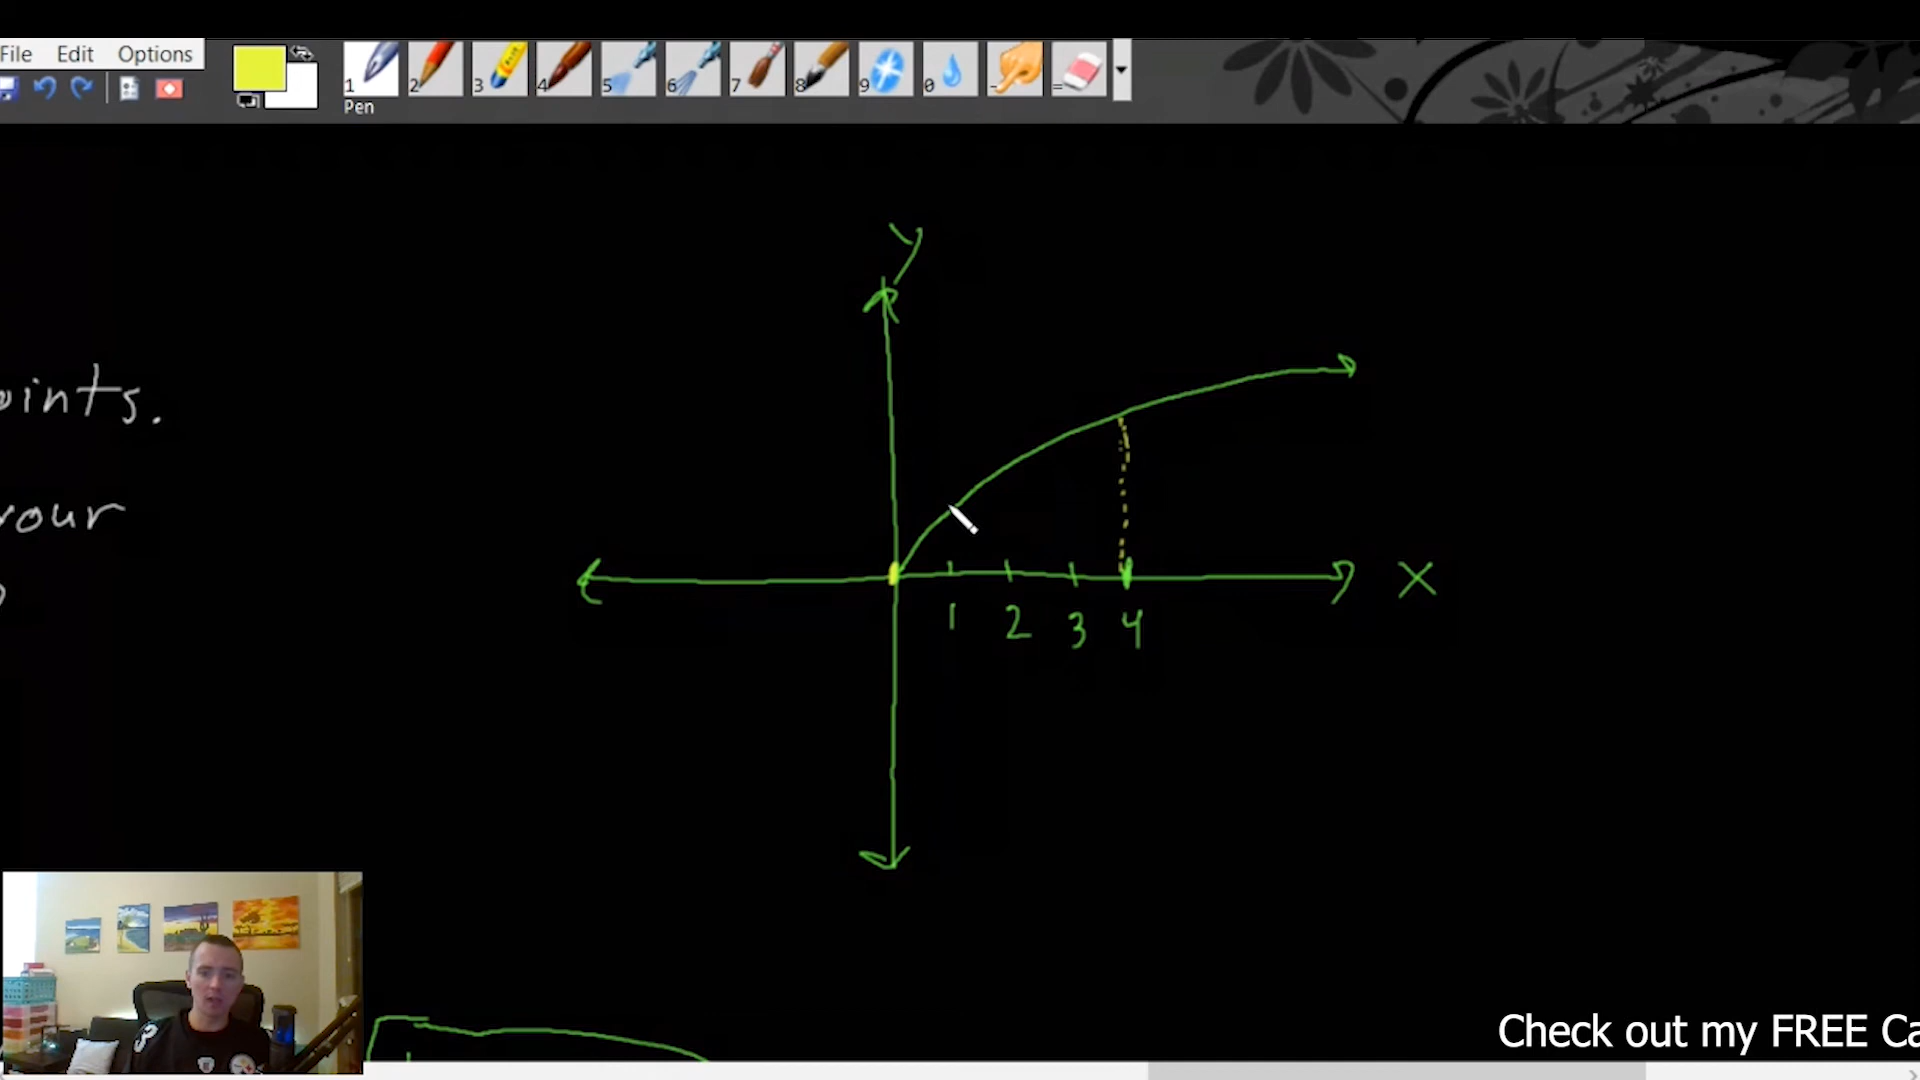 File Edit Options
1 2 3 4 5 6 7 8 9 0 - =
Pen
y
oints.
your
x
1 2 3 4
Check out my FREE Ca